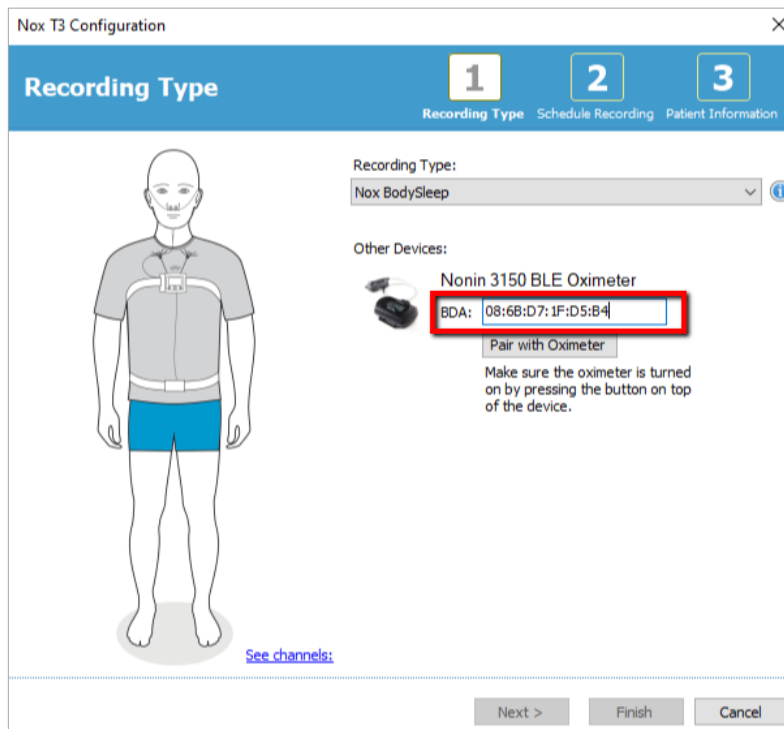 Nox T3 Configuration
Recording Type
1
Recording Type
2
Schedule Recording
3
Patient Information
Recording Type:
Nox BodySleep
Other Devices:
Nonin 3150 BLE Oximeter
BDA: 08:6B:D7:1F:D5:B4
Pair with Oximeter
Make sure the oximeter is turned
on by pressing the button on top
of the device.
See channels:
Next >
Finish
Cancel